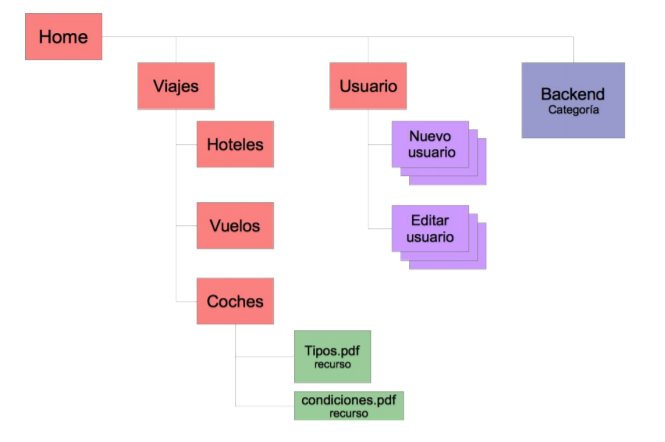 Home
Viajes
Usuario
Backend
Categoría
Hoteles
Nuevo
usuario
Vuelos
Editar
usuario
Coches
Tipos.pdf
recurso
condiciones.pdf
recurso